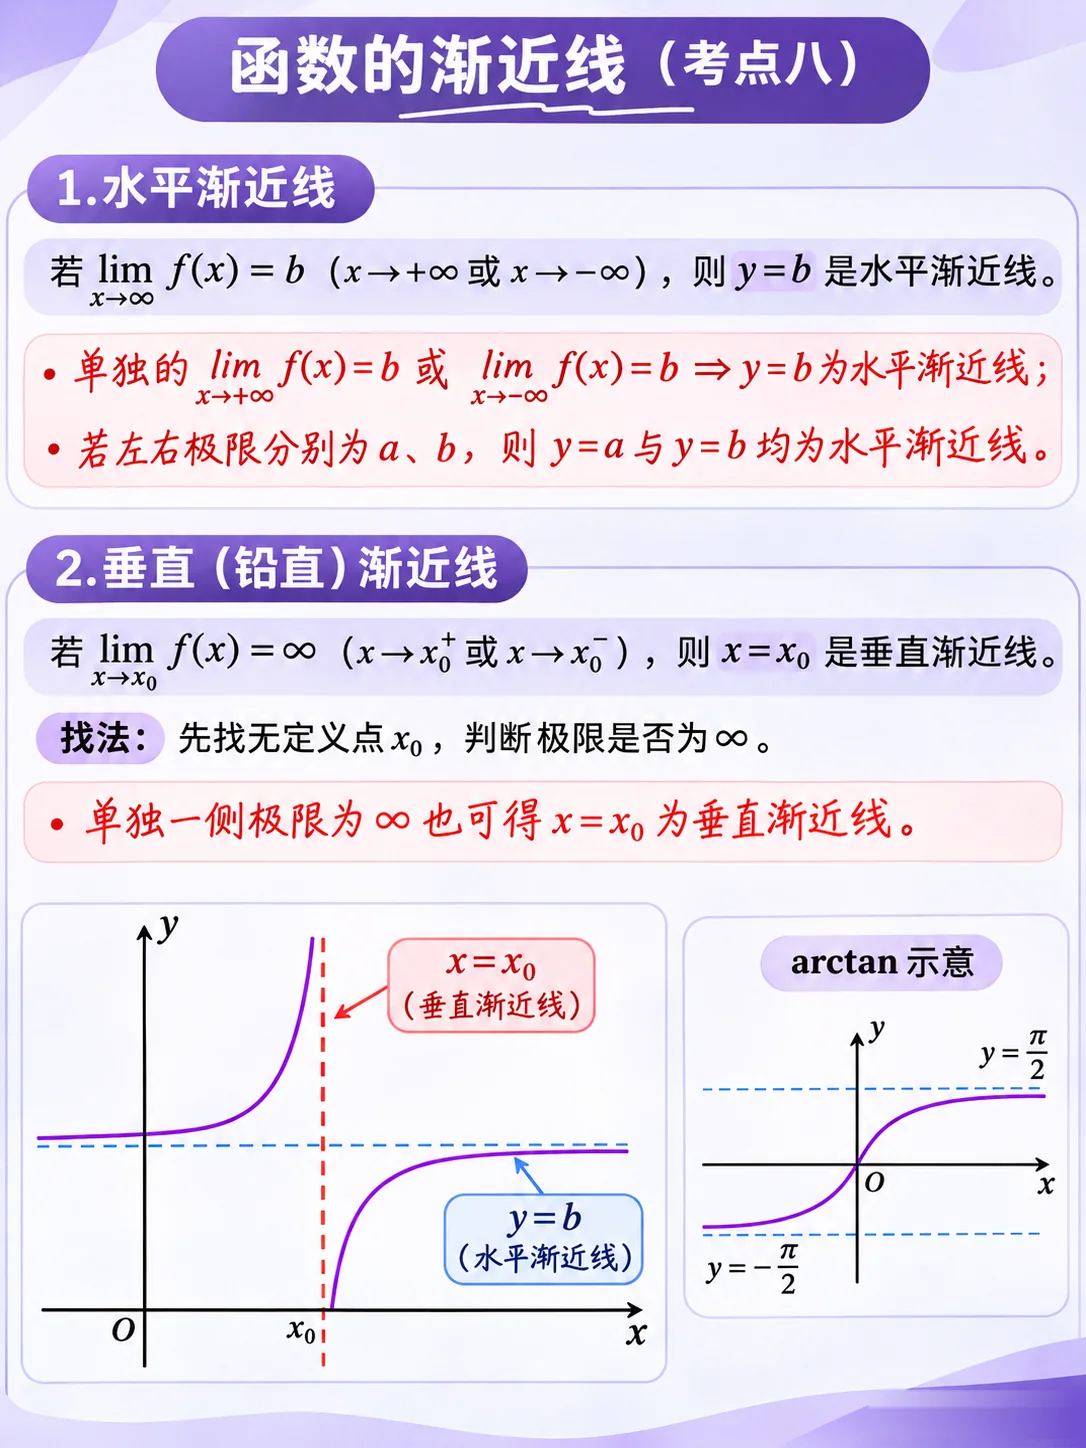 函数的渐近线（考点八）
1.水平渐近线
若 lim x→∞ f(x) = b（x→+∞ 或 x→−∞），则 y=b 是水平渐近线。
• 单独的 lim x→+∞ f(x)=b 或 lim x→−∞ f(x)=b ⇒ y=b为水平渐近线；
• 若左右极限分别为 a、b，则 y=a 与 y=b 均为水平渐近线。
2.垂直（铅直）渐近线
若 lim x→x₀ f(x) = ∞（x→x₀⁺ 或 x→x₀⁻），则 x=x₀ 是垂直渐近线。
找法： 先找无定义点 x₀，判断极限是否为∞。
• 单独一侧极限为 ∞ 也可得 x=x₀ 为垂直渐近线。
y
x=x₀
（垂直渐近线）
y=b
（水平渐近线）
O
x₀
x
arctan 示意
y
y = π/2
O
x
y = − π/2